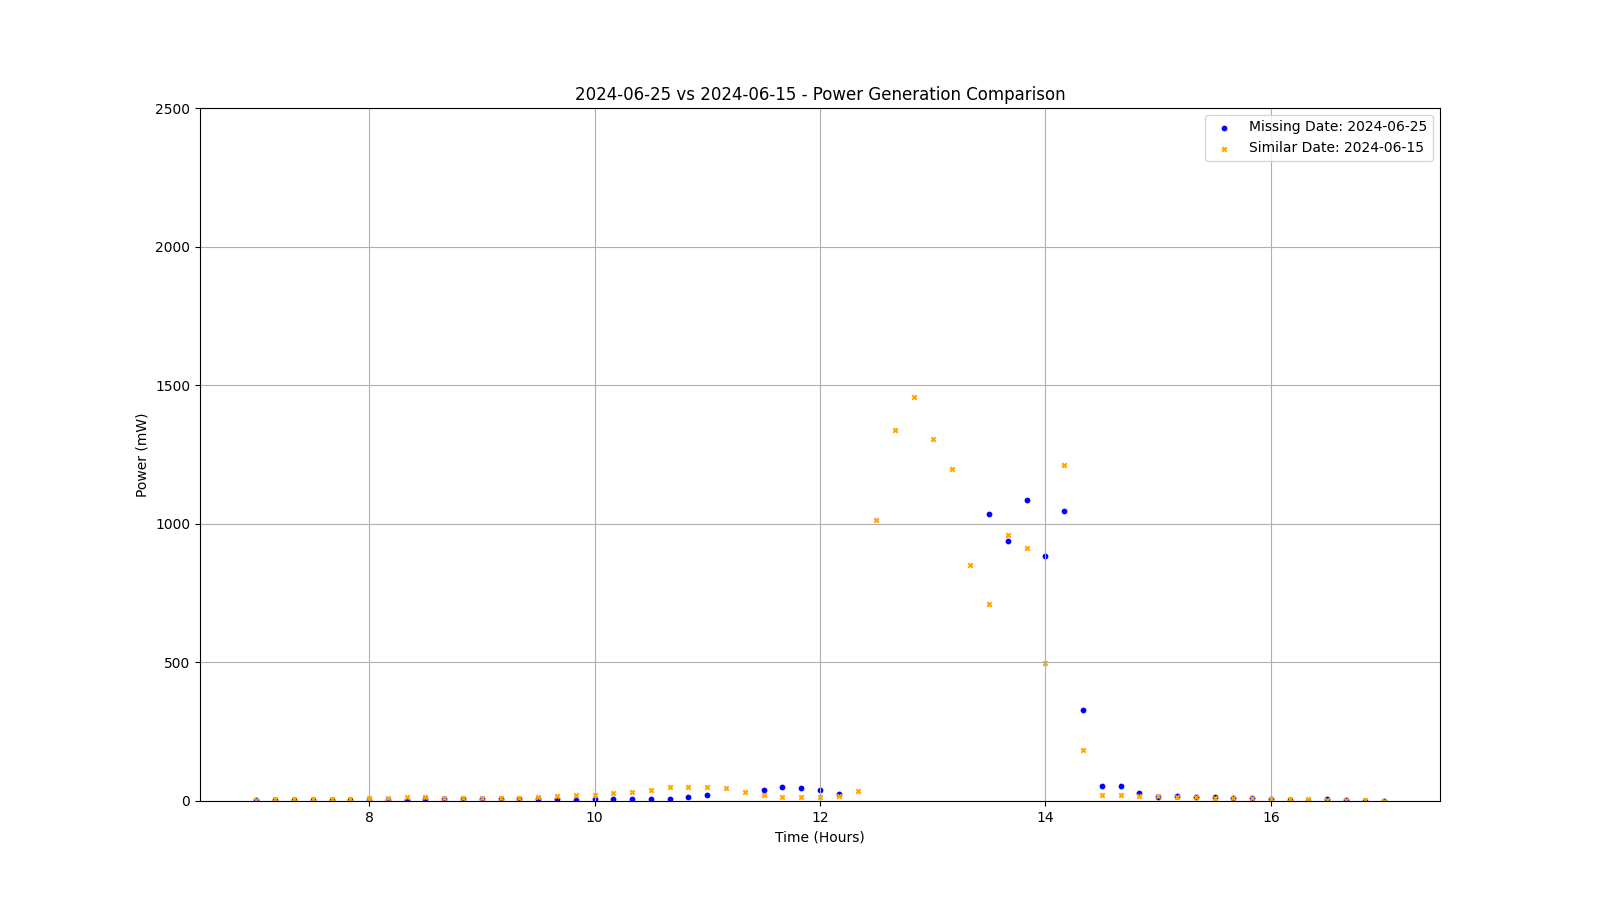 2024-06-25 vs 2024-06-15 - Power Generation Comparison
Missing Date: 2024-06-25
Similar Date: 2024-06-15
Power (mW)
2500
2000
1500
1000
500
0
8 10 12 14 16
Time (Hours)